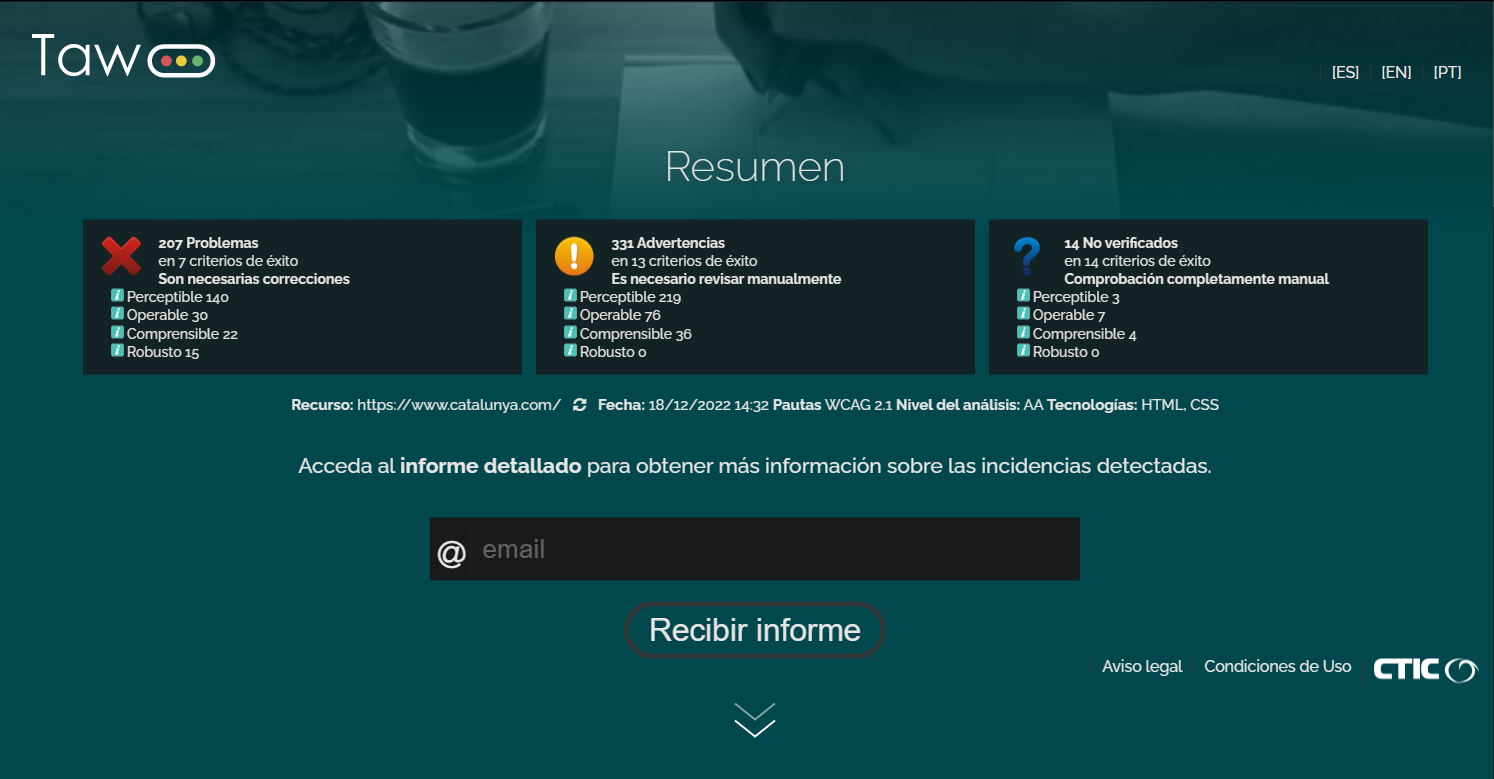 Taw
[ES] [EN] [PT]
Resumen
207 Problemas
en 7 criterios de éxito
Son necesarias correcciones
Perceptible 140
Operable 30
Comprensible 22
Robusto 15
331 Advertencias
en 13 criterios de éxito
Es necesario revisar manualmente
Perceptible 219
Operable 76
Comprensible 36
Robusto 0
14 No verificados
en 14 criterios de éxito
Comprobación completamente manual
Perceptible 3
Operable 7
Comprensible 4
Robusto 0
Recurso: https://www.catalunya.com/ Fecha: 18/12/2022 14:32 Pautas WCAG 2.1 Nivel del análisis: AA Tecnologías: HTML, CSS
Acceda al informe detallado para obtener más información sobre las incidencias detectadas.
@ email
Recibir informe
Aviso legal Condiciones de Uso CTIC